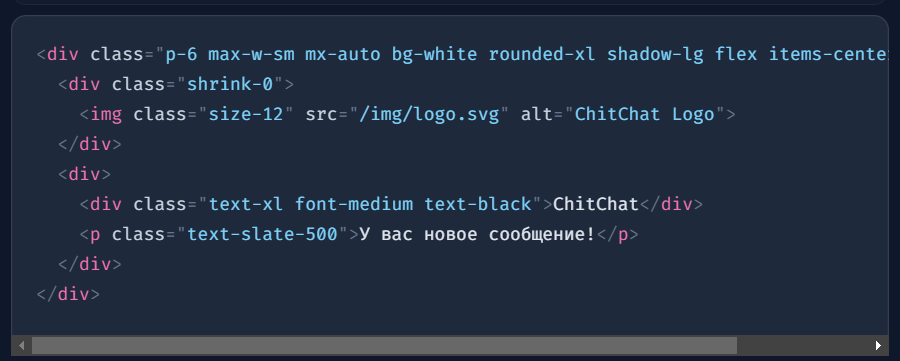 <div class="p-6 max-w-sm mx-auto bg-white rounded-xl shadow-lg flex items-cente
<div class="shrink-0">
<img class="size-12" src="/img/logo.svg" alt="ChitChat Logo">
</div>
<div>
<div class="text-xl font-medium text-black">ChitChat</div>
<p class="text-slate-500">У вас новое сообщение!</p>
</div>
</div>